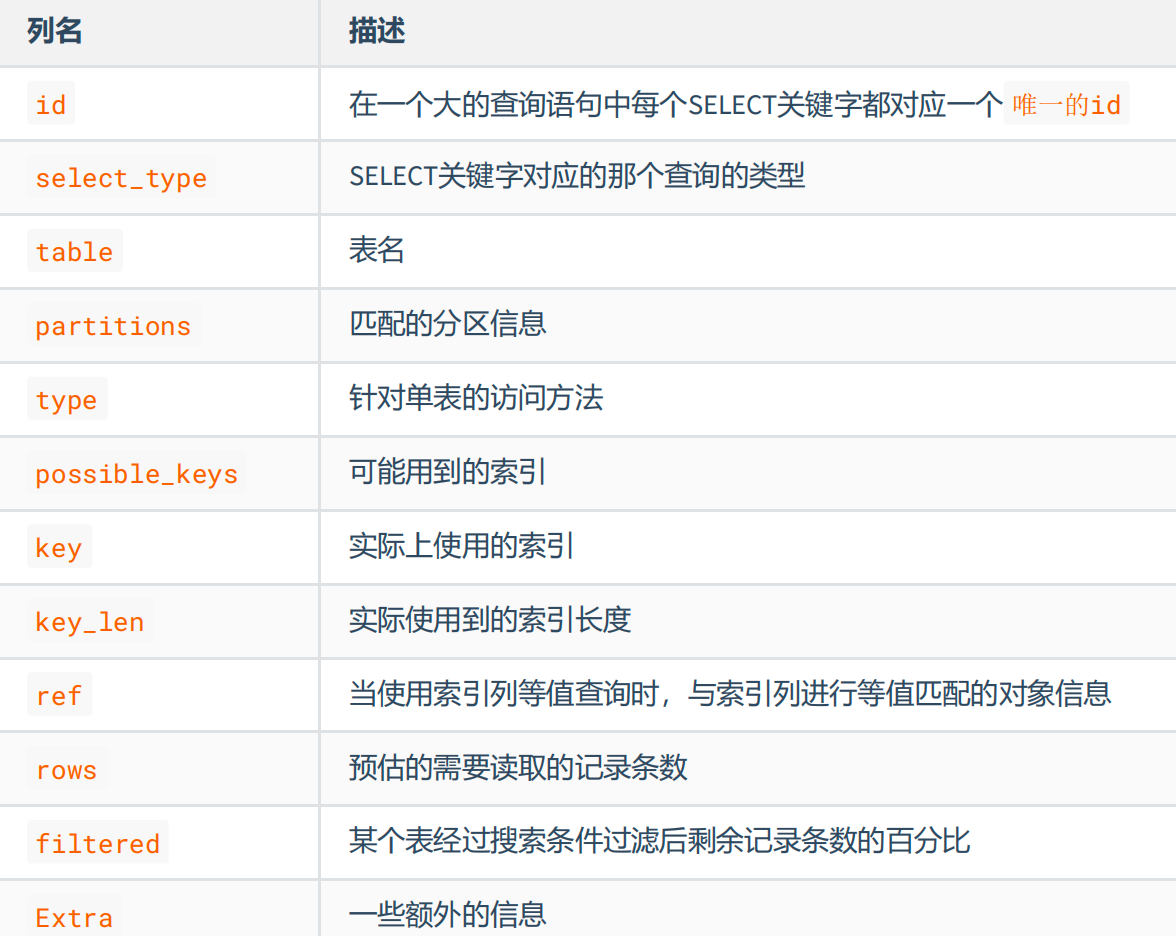 列名 描述
id 在一个大的查询语句中每个SELECT关键字都对应一个 唯一的id
select_type SELECT关键字对应的那个查询的类型
table 表名
partitions 匹配的分区信息
type 针对单表的访问方法
possible_keys 可能用到的索引
key 实际上使用的索引
key_len 实际使用到的索引长度
ref 当使用索引列等值查询时，与索引列进行等值匹配的对象信息
rows 预估的需要读取的记录条数
filtered 某个表经过搜索条件过滤后剩余记录条数的百分比
Extra 一些额外的信息